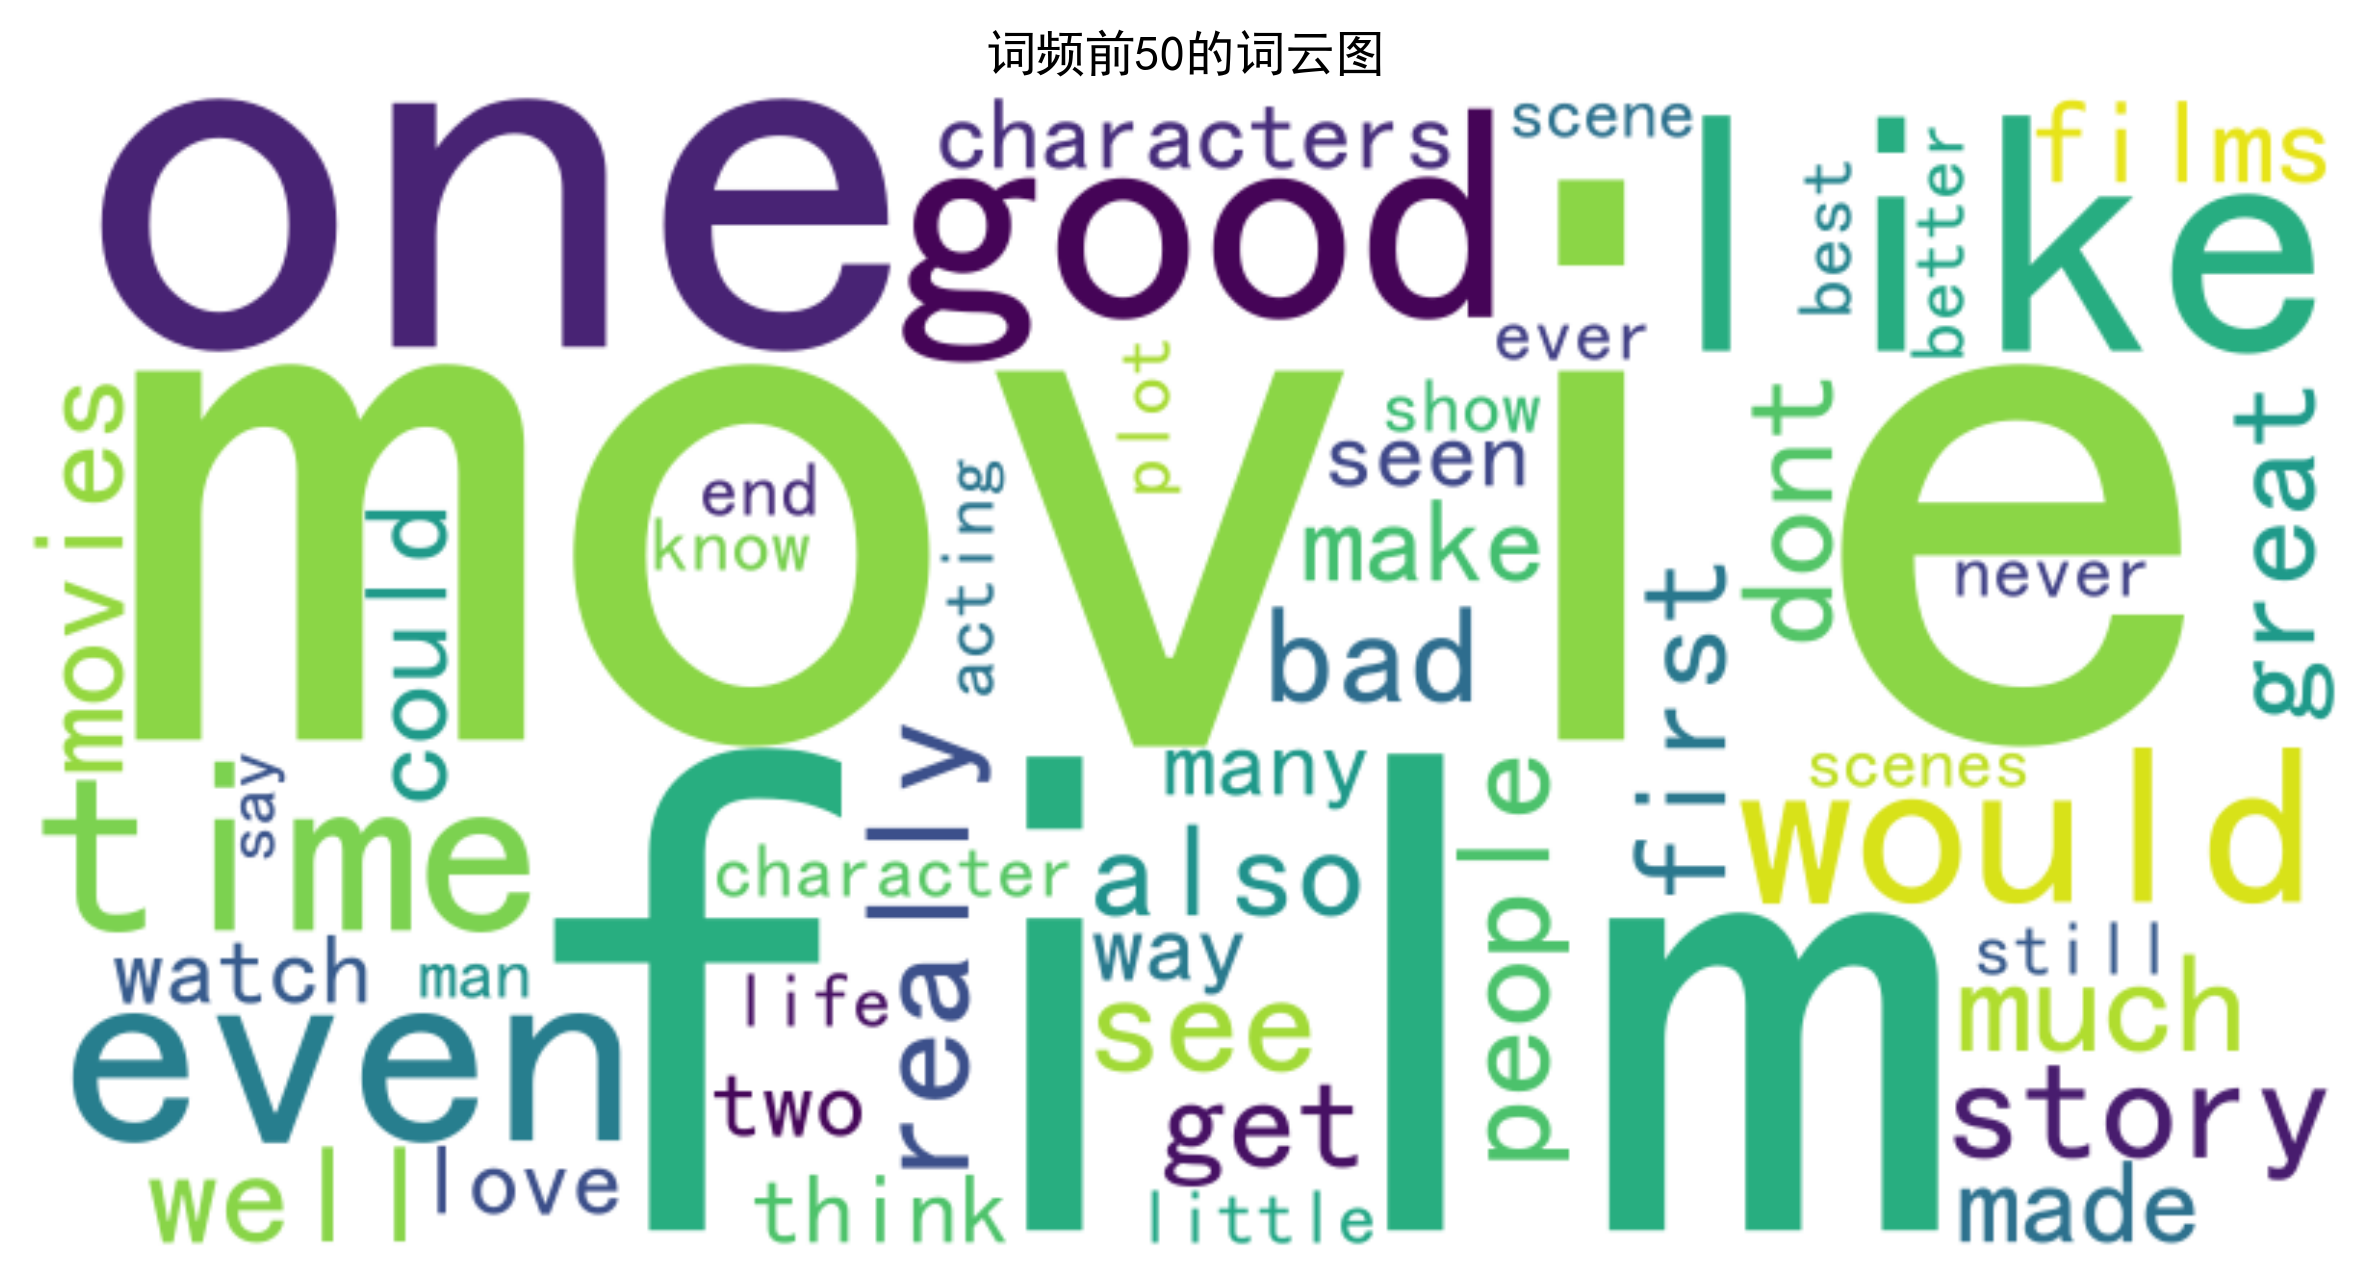 词频前50的词云图
one
characters
good
scene
like
best
better
films
ever
movie
movies
could
end
know
acting
plot
show
seen
make
bad
first
dont
never
great
time
say
film
really
character
many
also
people
would
scenes
watch
man
even
life
two
way
see
get
still
much
story
well
love
think
little
made